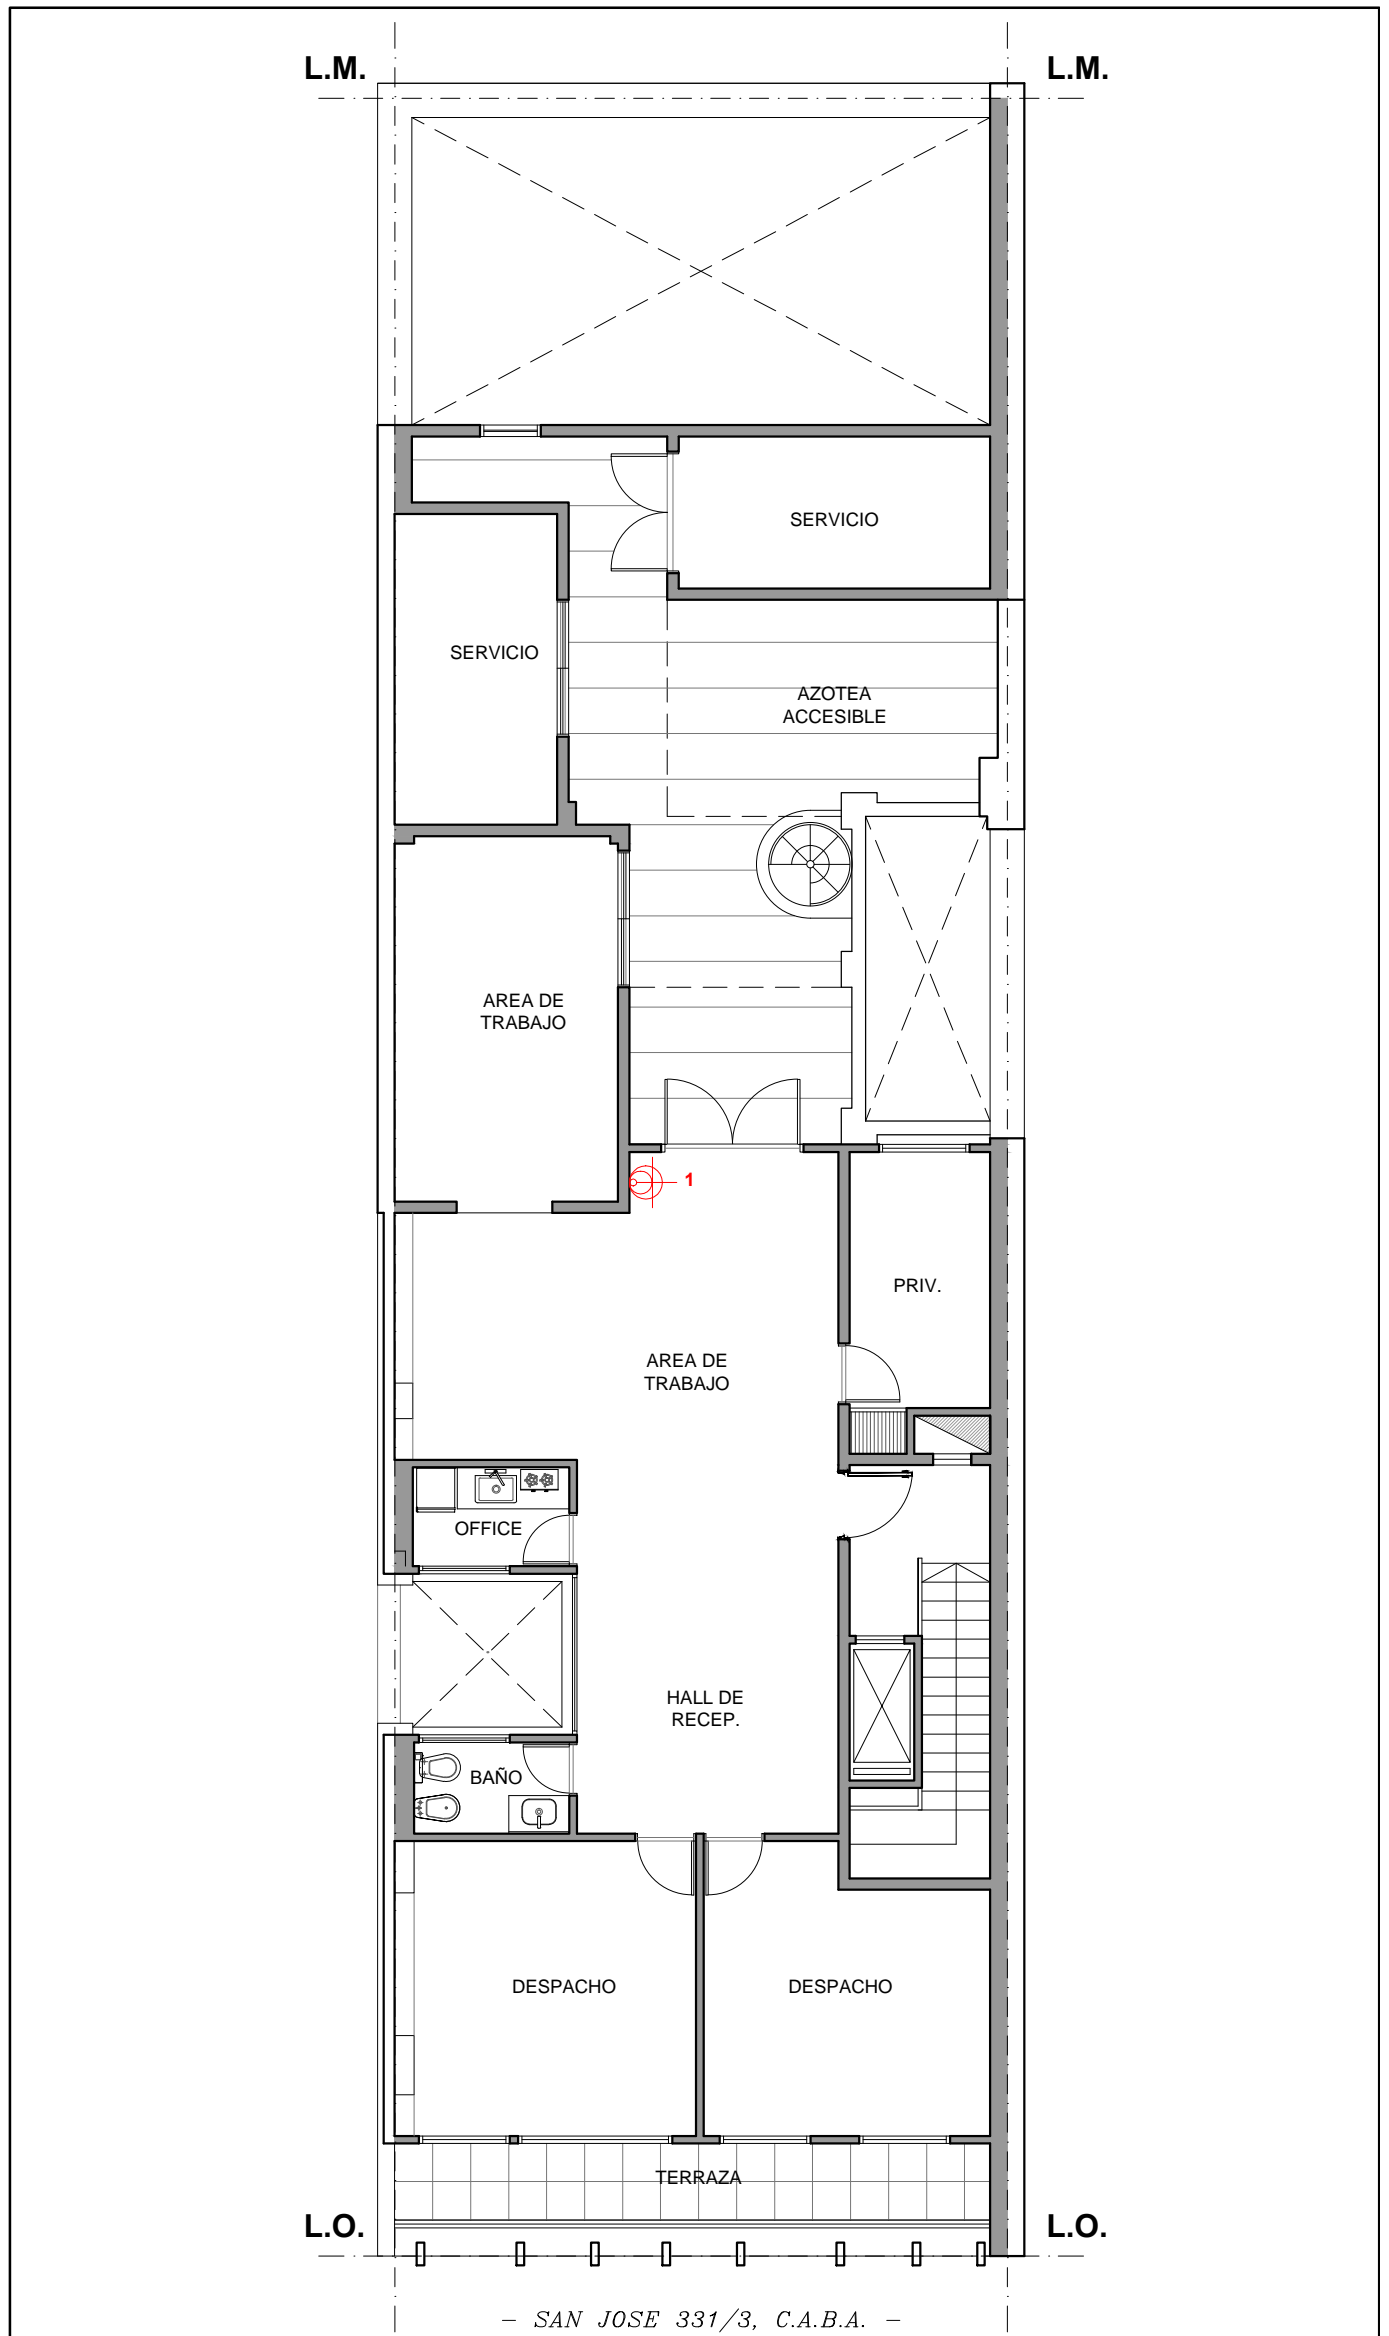 L.M.
L.M.
SERVICIO
SERVICIO
AZOTEA
ACCESIBLE
AREA DE
TRABAJO
1
PRIV.
AREA DE
TRABAJO
OFFICE
HALL DE
RECEP.
BAÑO
DESPACHO
DESPACHO
TERRAZA
L.O.
L.O.
- SAN JOSE 331/3, C.A.B.A. -